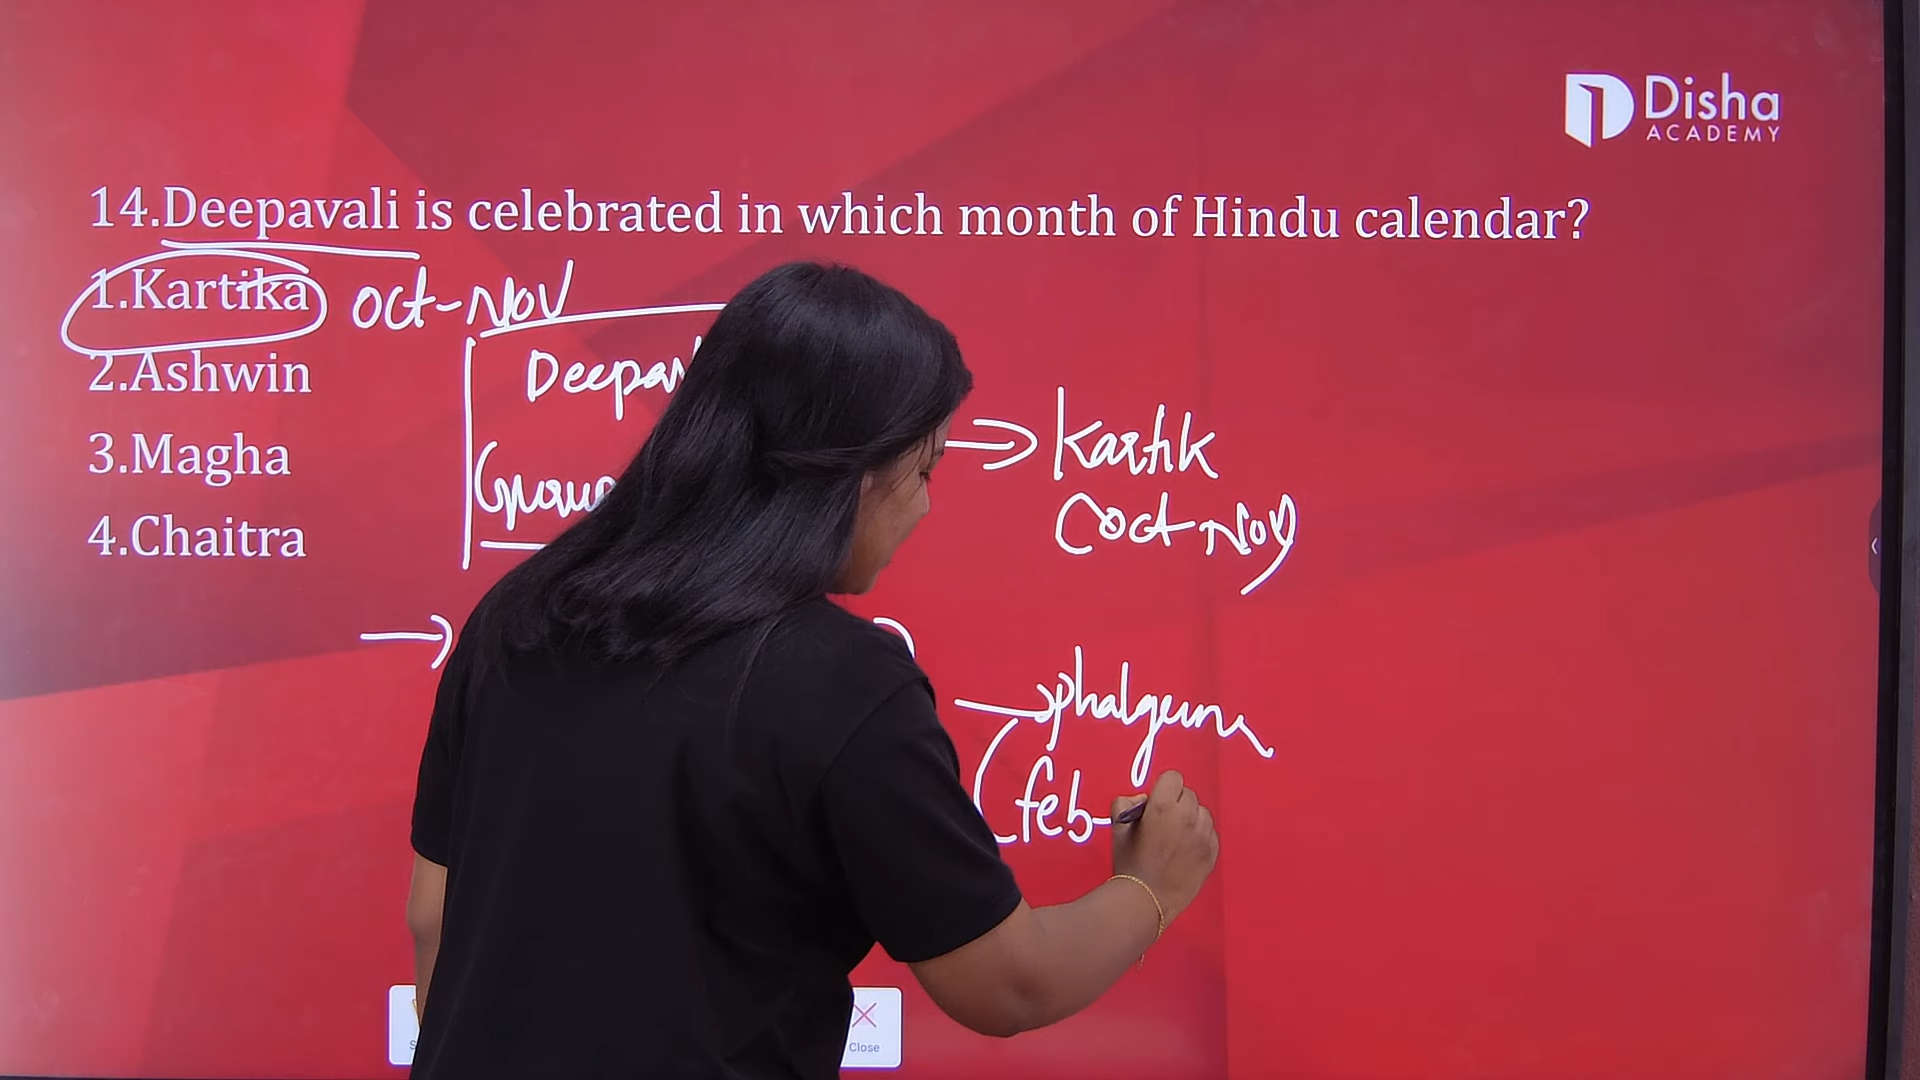 Disha
ACADEMY
14.Deepavali is celebrated in which month of Hindu calendar?
1.Kartika oct-Nov
2.Ashwin
3.Magha
4.Chaitra
Kartik
(oct-Nov)
phalguna
(feb-
Close